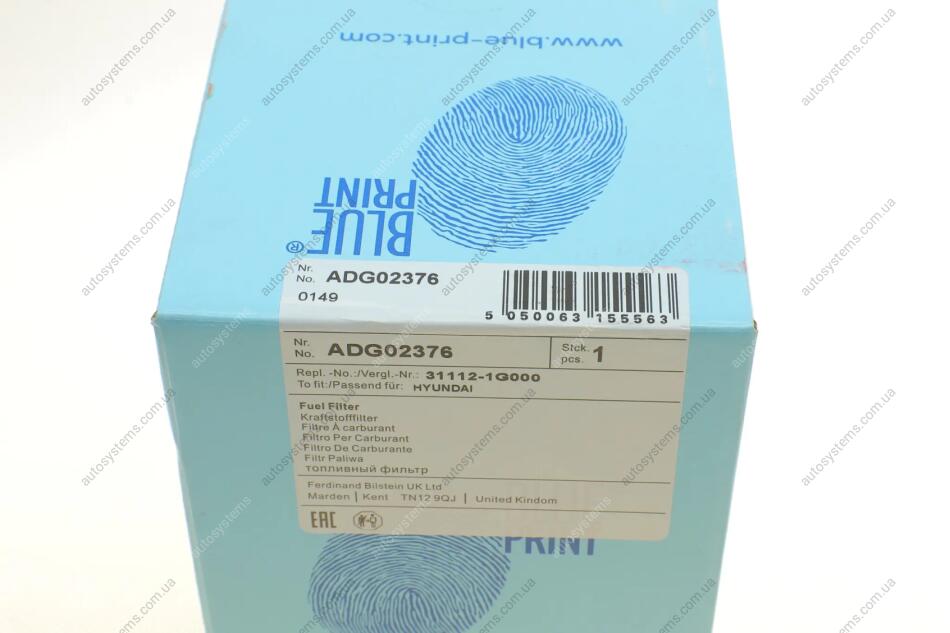 www.blue-print.com
BLUE
PRINT®
Nr.
No. ADG02376
0149
5 050063 155563
Nr.
No. ADG02376
Stck.
pcs. 1
Repl.-No.:/Vergl.-Nr.: 31112-1G000
To fit:/Passend für: HYUNDAI
Fuel Filter
Kraftstofffilter
Filtre À carburant
Filtro Per Carburant
Filtro De Carburante
Filtr Paliwa
топливный фильтр
Ferdinand Bilstein UK Ltd
Marden | Kent TN12 9QJ | United Kindom
EAC
BLUE
PRINT
autosystems.com.ua